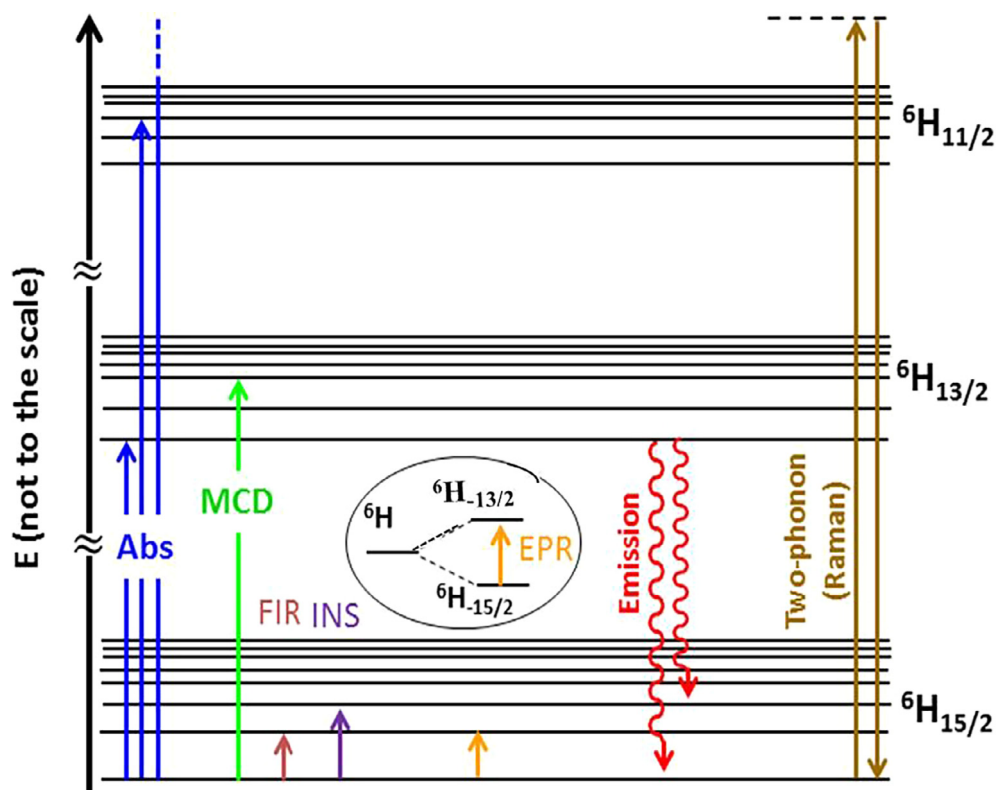 E (not to the scale)
⁶H₁₁/₂
⁶H₁₃/₂
⁶H₁₅/₂
Abs
MCD
FIR INS
⁶H
⁶H₋₁₃/₂
EPR
⁶H₋₁₅/₂
Emission
Two-phonon
(Raman)